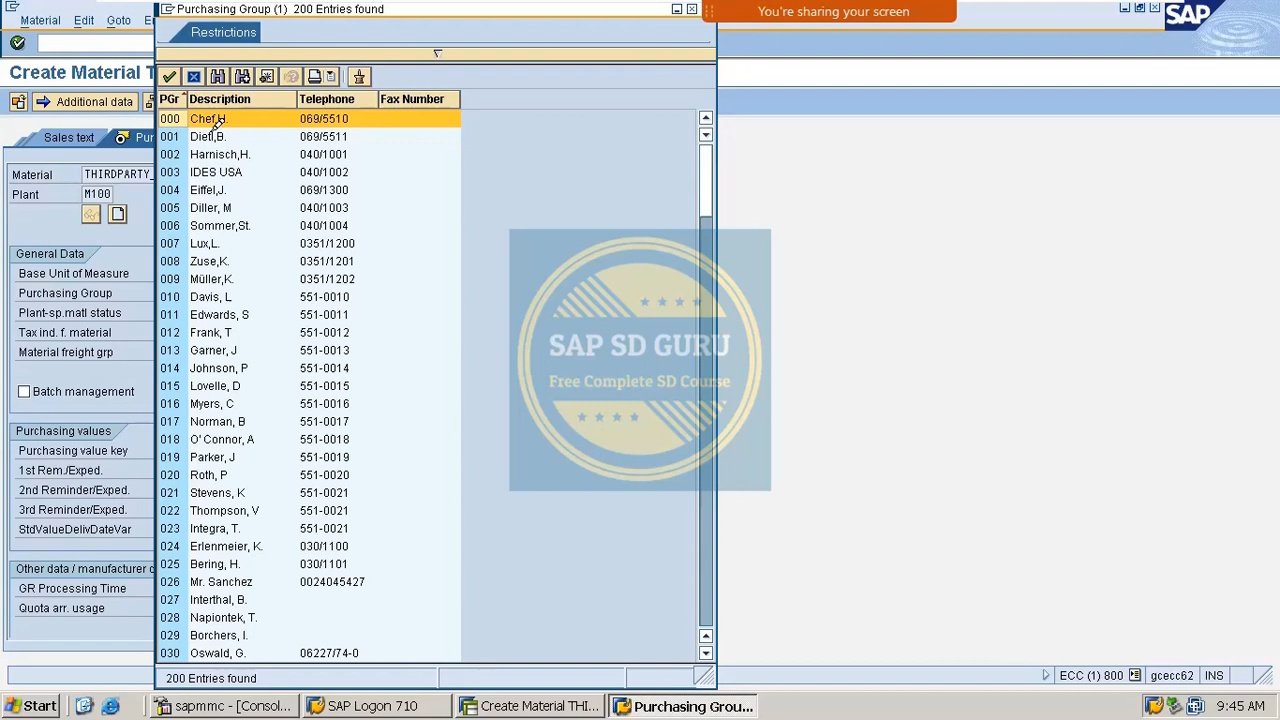 Purchasing Group (1) 200 Entries found
You're sharing your screen
Material Edit Goto
Restrictions
SAP
Create Material T
Additional data
PGr Description Telephone Fax Number
000 Chef,H. 069/5510
001 Dietl,B. 069/5511
002 Harnisch,H. 040/1001
003 IDES USA 040/1002
004 Eiffel,J. 069/1300
005 Diller, M 040/1003
006 Sommer,St. 040/1004
007 Lux,L. 0351/1200
008 Zuse,K. 0351/1201
009 Müller,K. 0351/1202
010 Davis, L 551-0010
011 Edwards, S 551-0011
012 Frank, T 551-0012
013 Garner, J 551-0013
014 Johnson, P 551-0014
015 Lovelle, D 551-0015
016 Myers, C 551-0016
017 Norman, B 551-0017
018 O' Connor, A 551-0018
019 Parker, J 551-0019
020 Roth, P 551-0020
021 Stevens, K 551-0021
022 Thompson, V 551-0021
023 Integra, T. 551-0021
024 Erlenmeier, K. 030/1100
025 Bering, H. 030/1101
026 Mr. Sanchez 0024045427
027 Interthal, B.
028 Napiontek, T.
029 Borchers, I.
030 Oswald, G. 06227/74-0
200 Entries found
Sales text Pur
Material THIRDPARTY_
Plant M100
General Data
Base Unit of Measure
Purchasing Group
Plant-sp.matl status
Tax ind. f. material
Material freight grp
Batch management
Purchasing values
Purchasing value key
1st Rem./Exped.
2nd Reminder/Exped.
3rd Reminder/Exped.
StdValueDelivDateVar
Other data / manufacturer d
GR Processing Time
Quota arr. usage
SAP SD GURU
Free Complete SD Course
ECC (1) 800 gcecc62 INS
Start sapmmc - [Consol... SAP Logon 710 Create Material THI... Purchasing Grou... 9:45 AM